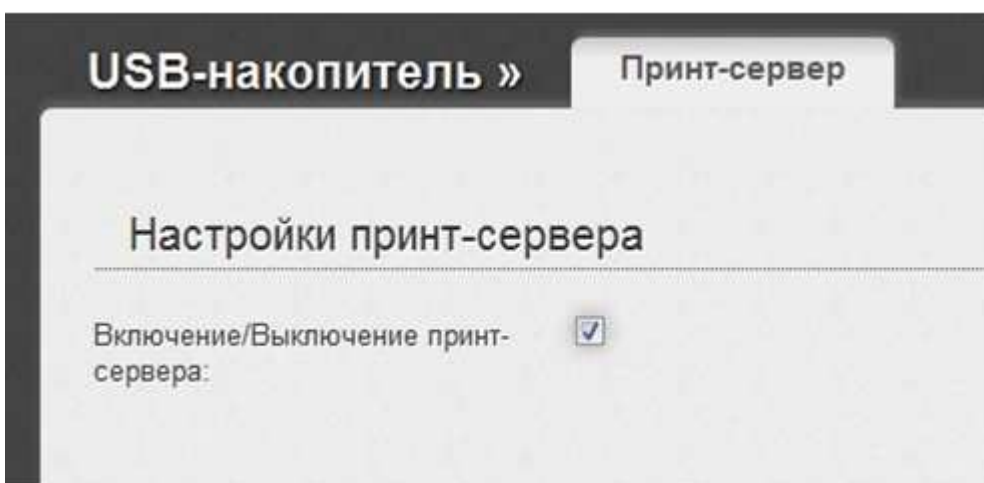 USB-накопитель »
Принт-сервер
Настройки принт-сервера
Включение/Выключение принт-
сервера: